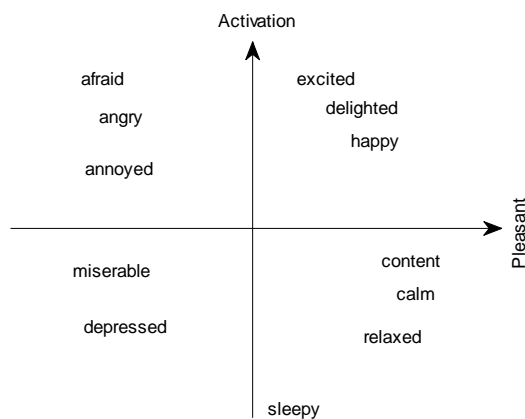 Activation
afraid
excited
delighted
angry
happy
annoyed
Pleasant
content
miserable
calm
depressed
relaxed
sleepy